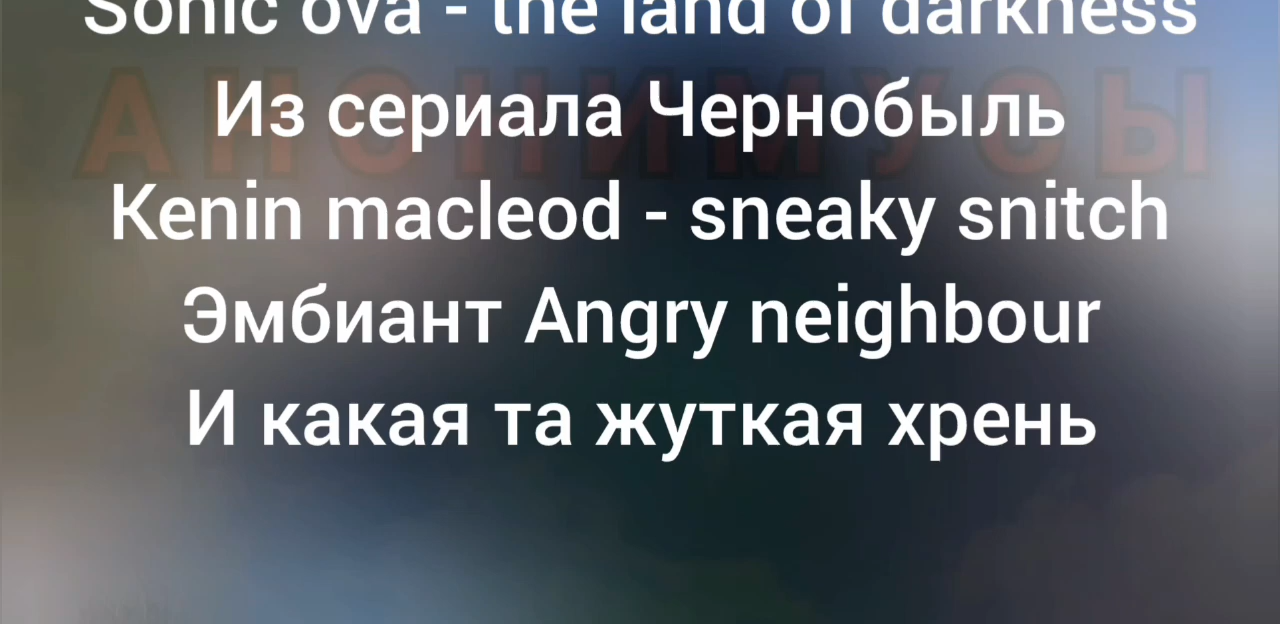 Sonic ova - the land of darkness
АНОНИМУСЫ
Из сериала Чернобыль
Kenin macleod - sneaky snitch
Эмбиант Angry neighbour
И какая та жуткая хрень